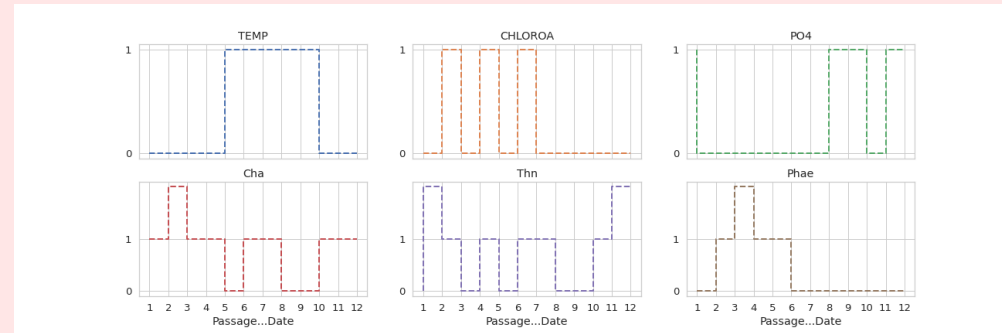 TEMP CHLOROA PO4
1 1 1
0 0 0
Cha Thn Phae
1 1 1
0 0 0
1 2 3 4 5 6 7 8 9 10 11 12 1 2 3 4 5 6 7 8 9 10 11 12 1 2 3 4 5 6 7 8 9 10 11 12
Passage...Date Passage...Date Passage...Date